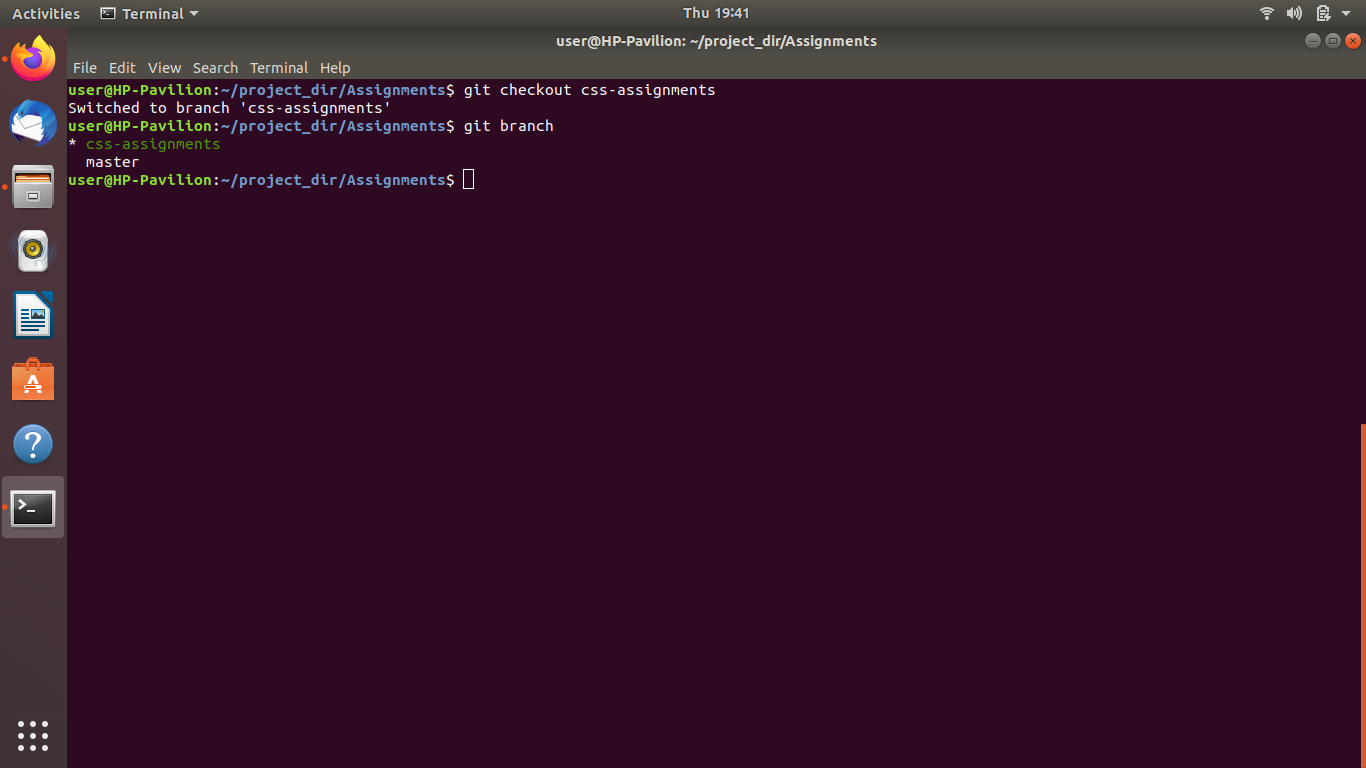 Activities Terminal Thu 19:41
user@HP-Pavilion: ~/project_dir/Assignments
File Edit View Search Terminal Help
user@HP-Pavilion:~/project_dir/Assignments$ git checkout css-assignments
Switched to branch 'css-assignments'
user@HP-Pavilion:~/project_dir/Assignments$ git branch
* css-assignments
  master
user@HP-Pavilion:~/project_dir/Assignments$